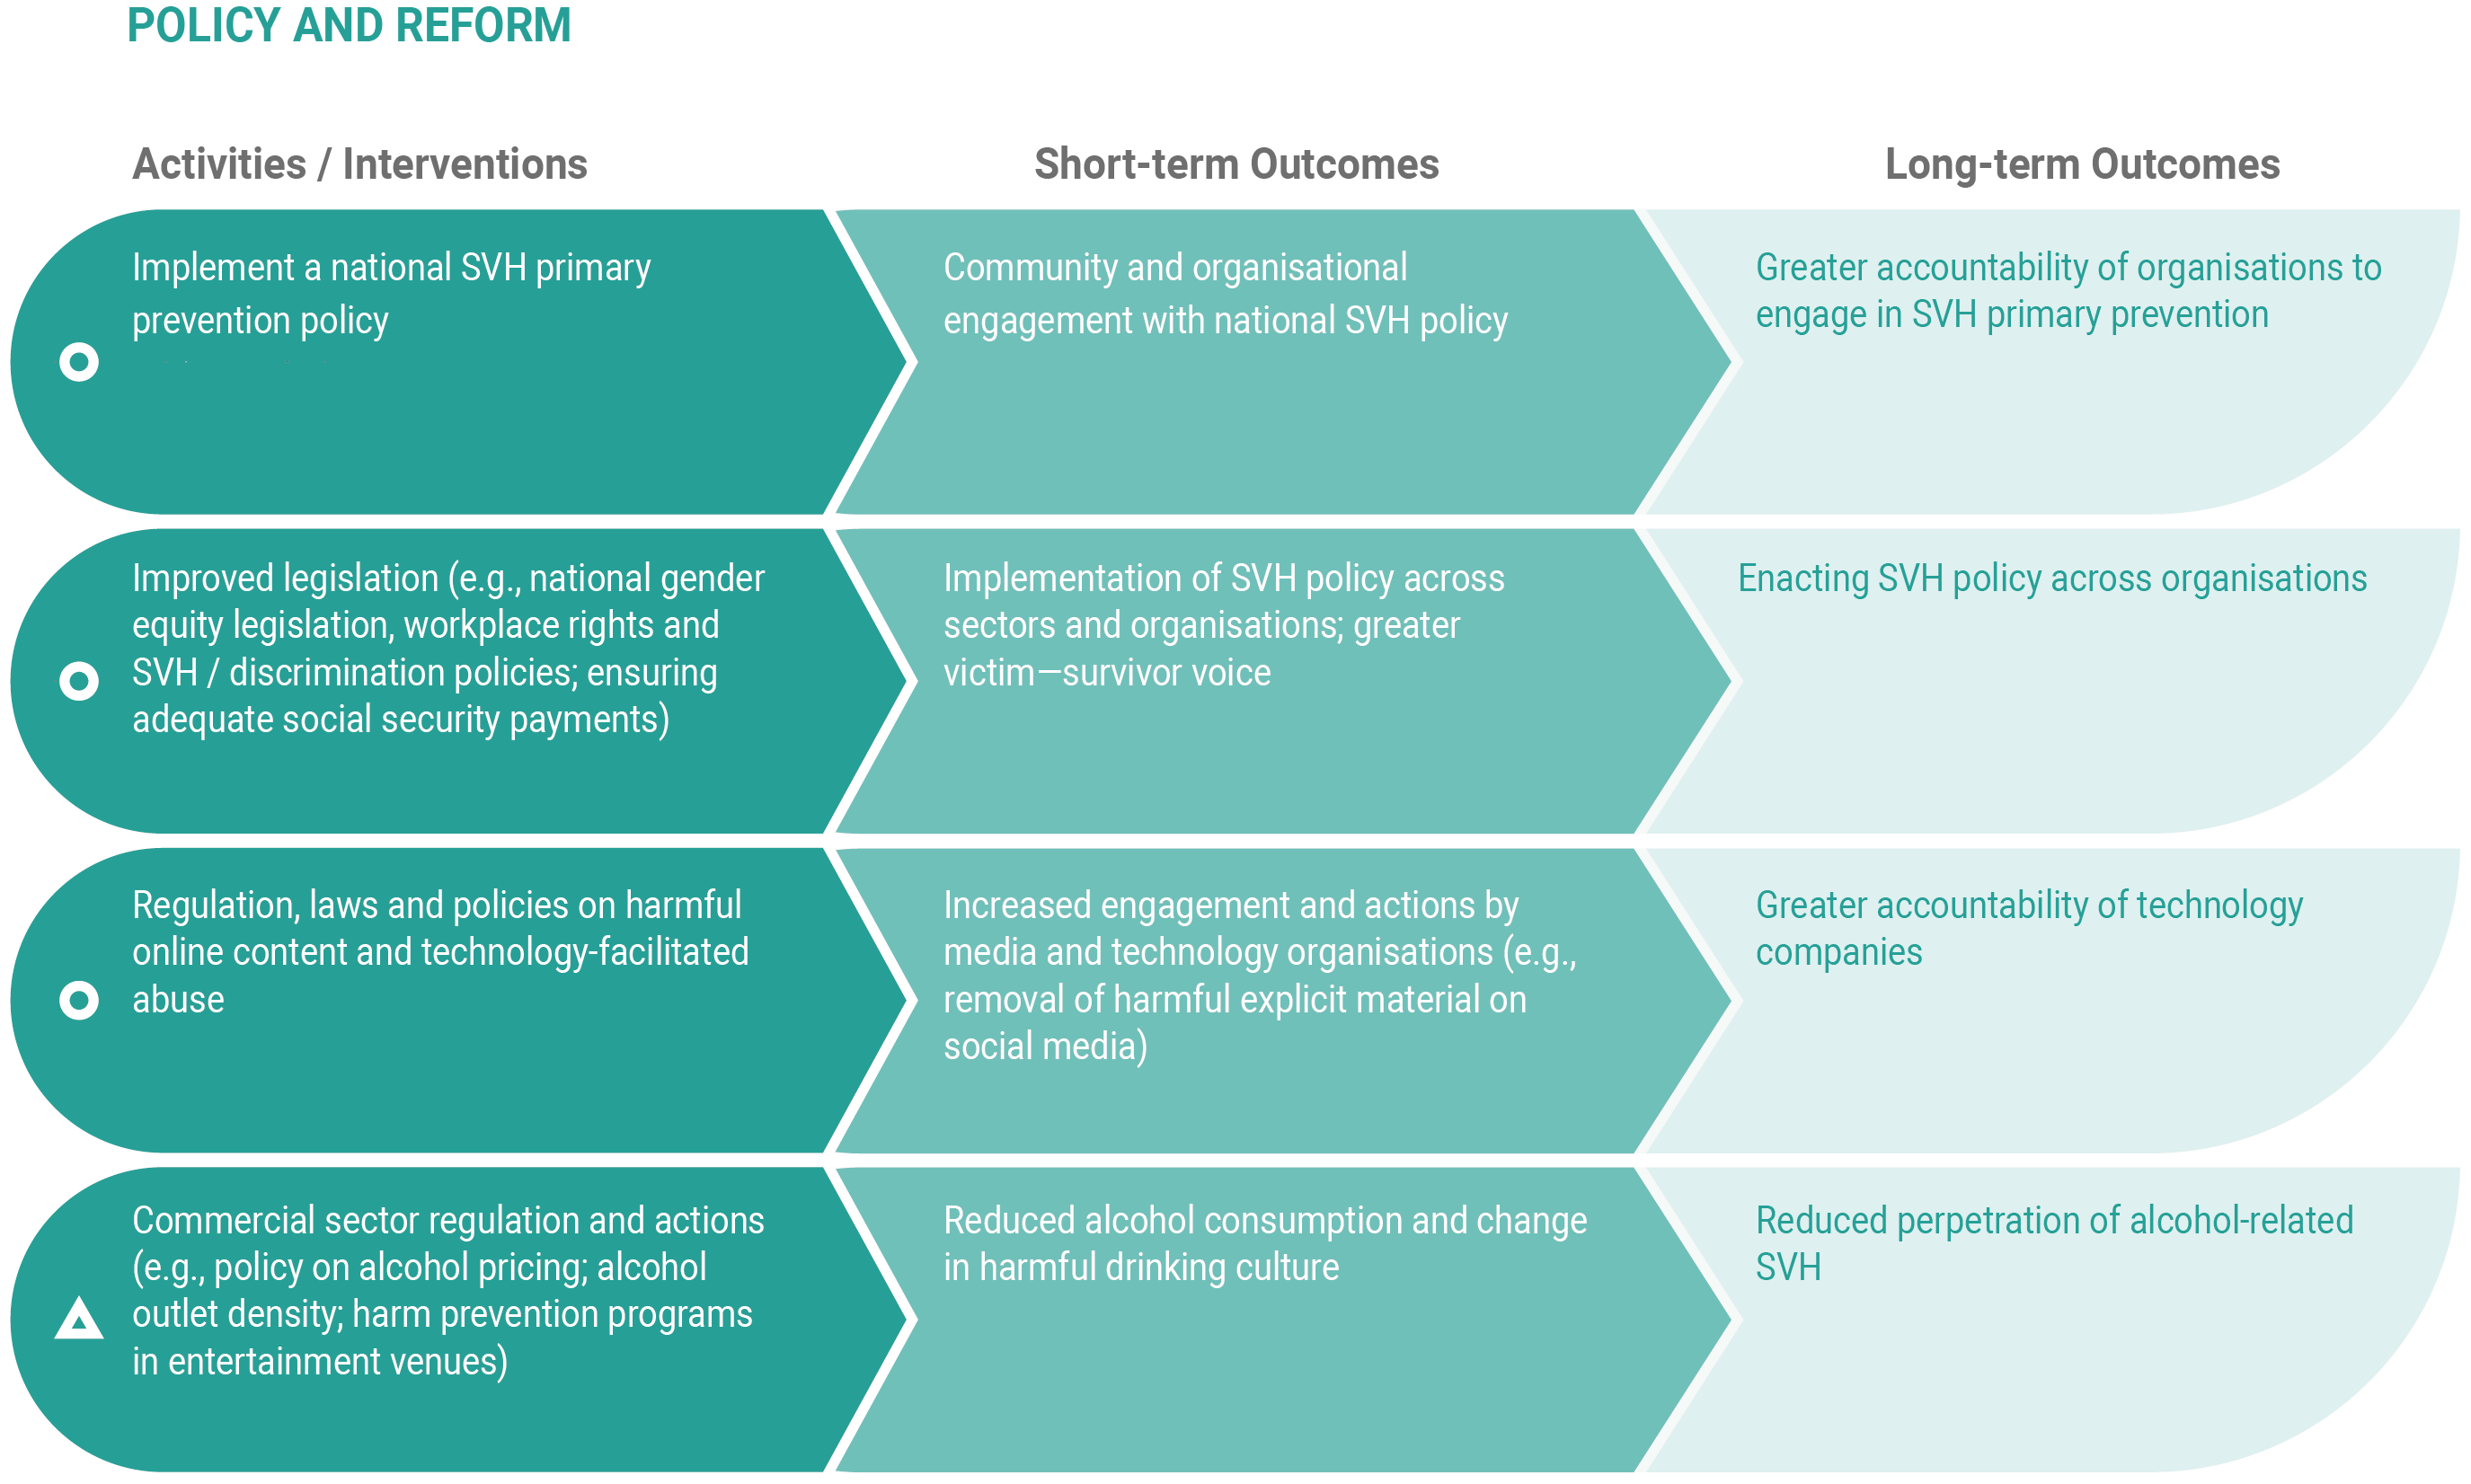 POLICY AND REFORM
Activities / Interventions
Short-term Outcomes
Long-term Outcomes
Implement a national SVH primary
prevention policy
Community and organisational
engagement with national SVH policy
Greater accountability of organisations to
engage in SVH primary prevention
Improved legislation (e.g., national gender
equity legislation, workplace rights and
SVH / discrimination policies; ensuring
adequate social security payments)
Implementation of SVH policy across
sectors and organisations; greater
victim—survivor voice
Enacting SVH policy across organisations
Regulation, laws and policies on harmful
online content and technology-facilitated
abuse
Increased engagement and actions by
media and technology organisations (e.g.,
removal of harmful explicit material on
social media)
Greater accountability of technology
companies
Commercial sector regulation and actions
(e.g., policy on alcohol pricing; alcohol
outlet density; harm prevention programs
in entertainment venues)
Reduced alcohol consumption and change
in harmful drinking culture
Reduced perpetration of alcohol-related
SVH